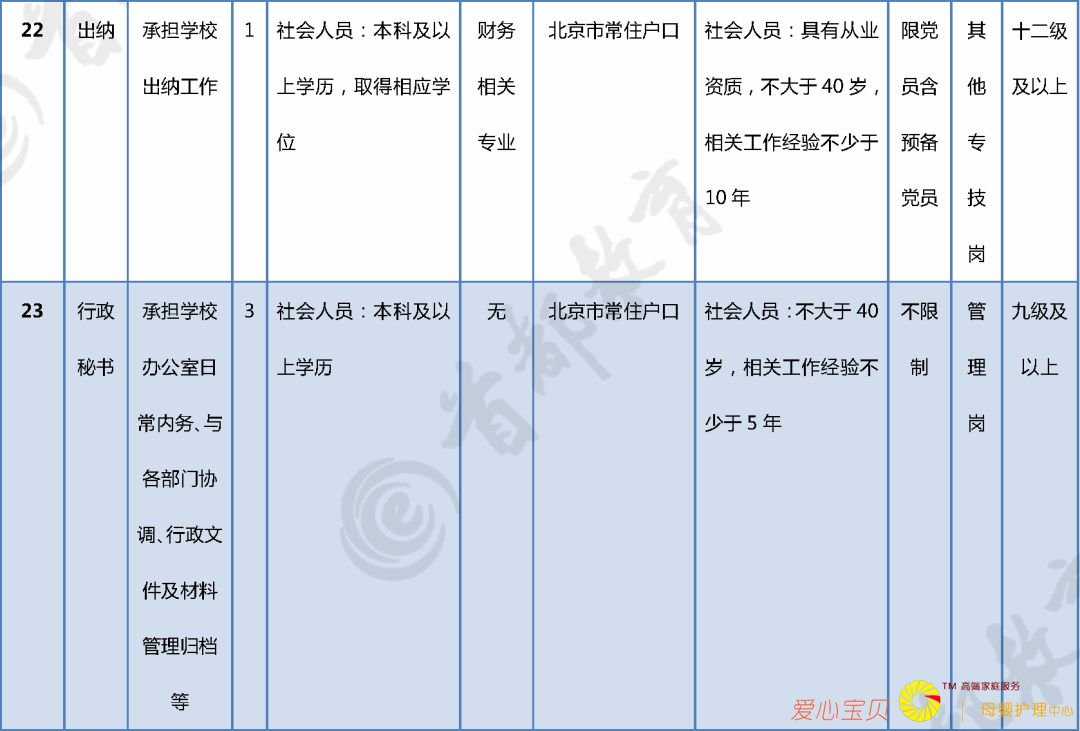 22
出纳
承担学校
出纳工作
1
社会人员：本科及以
上学历，取得相应学
位
财务
相关
专业
北京市常住户口
社会人员：具有从业
资质，不大于 40 岁，
相关工作经验不少于
10 年
限党
员含
预备
党员
其
他
专
技
岗
十二级
及以上
23
行政
秘书
承担学校
办公室日
常内务、与
各部门协
调、行政文
件及材料
管理归档
等
3
社会人员：本科及以
上学历
无
北京市常住户口
社会人员：不大于 40
岁，相关工作经验不
少于 5 年
不限
制
管
理
岗
九级及
以上
首都教育
爱心宝贝
TM 高端家庭服务
母婴护理中心